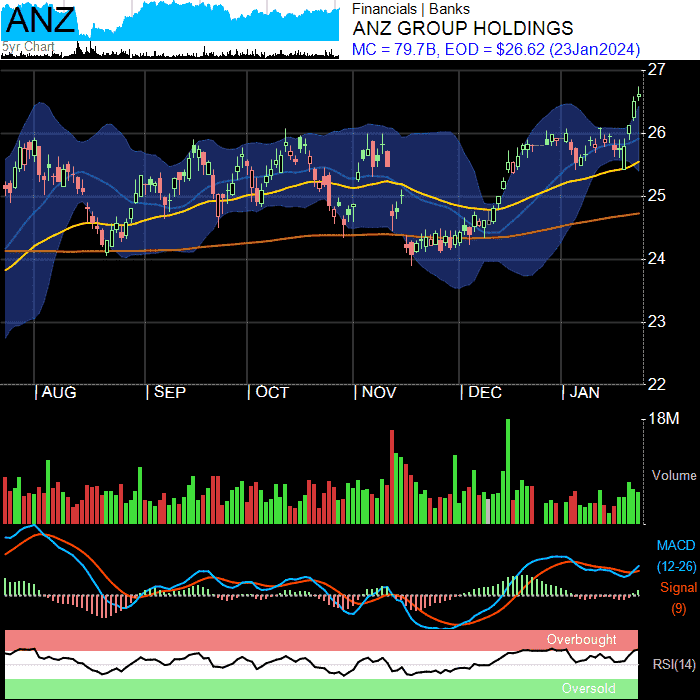 ANZ
5yr Chart
Financials | Banks
ANZ GROUP HOLDINGS
MC = 79.7B, EOD = $26.62 (23Jan2024)
27
26
25
24
23
22
| AUG | SEP | OCT | NOV | DEC | JAN
18M
Volume
MACD
(12-26)
Signal
(9)
Overbought
RSI(14)
Oversold